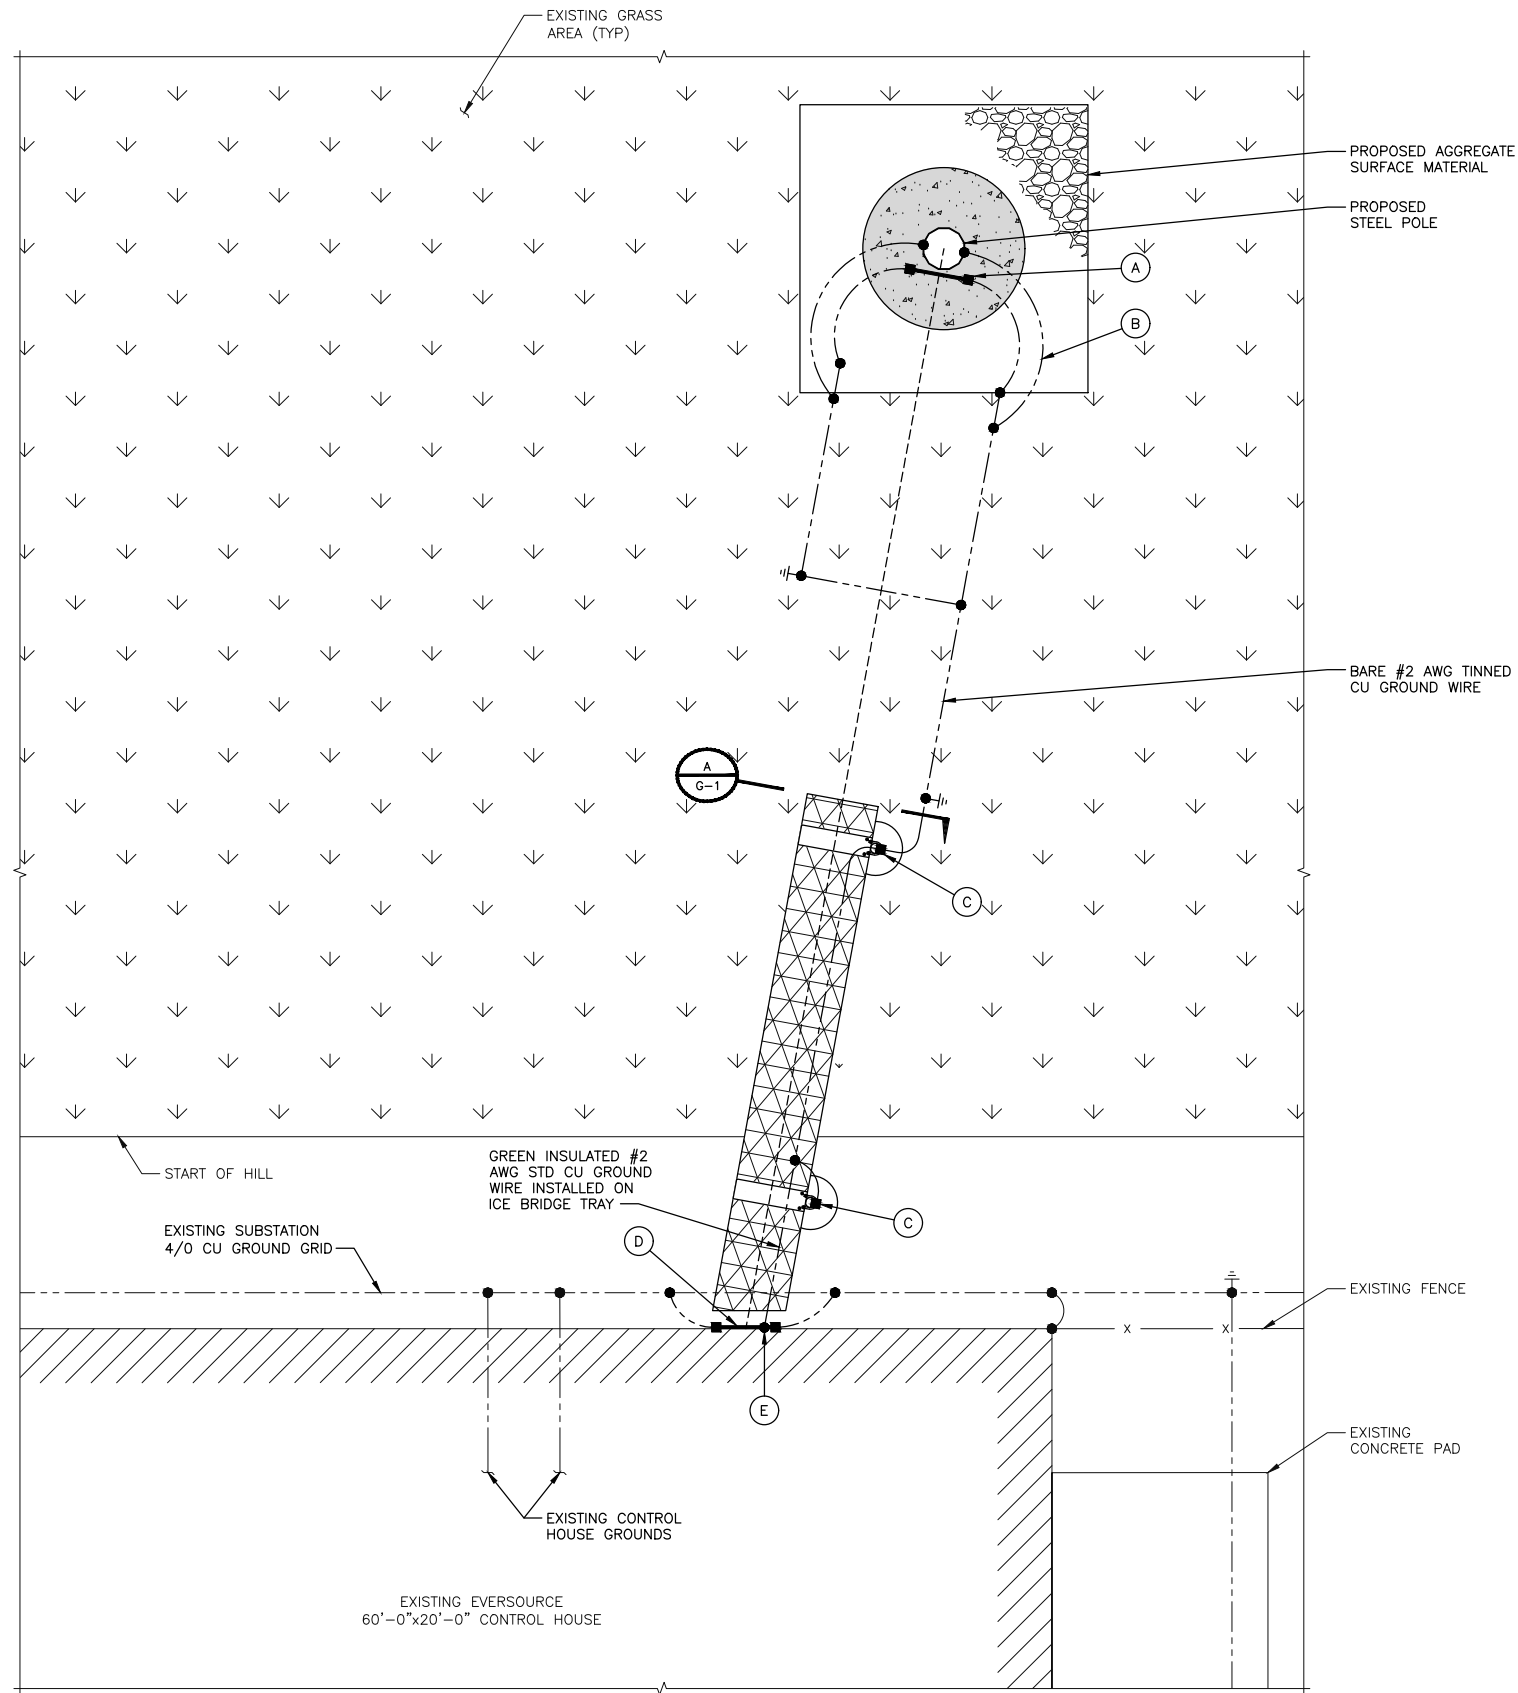 EXISTING GRASS
AREA (TYP)
PROPOSED AGGREGATE
SURFACE MATERIAL
PROPOSED
STEEL POLE
A
B
BARE #2 AWG TINNED
CU GROUND WIRE
A
G-1
C
START OF HILL
GREEN INSULATED #2
AWG STD CU GROUND
WIRE INSTALLED ON
ICE BRIDGE TRAY
C
EXISTING SUBSTATION
4/0 CU GROUND GRID
D
EXISTING FENCE
X
X
E
EXISTING
CONCRETE PAD
EXISTING CONTROL
HOUSE GROUNDS
EXISTING EVERSOURCE
60'-0"x20'-0" CONTROL HOUSE